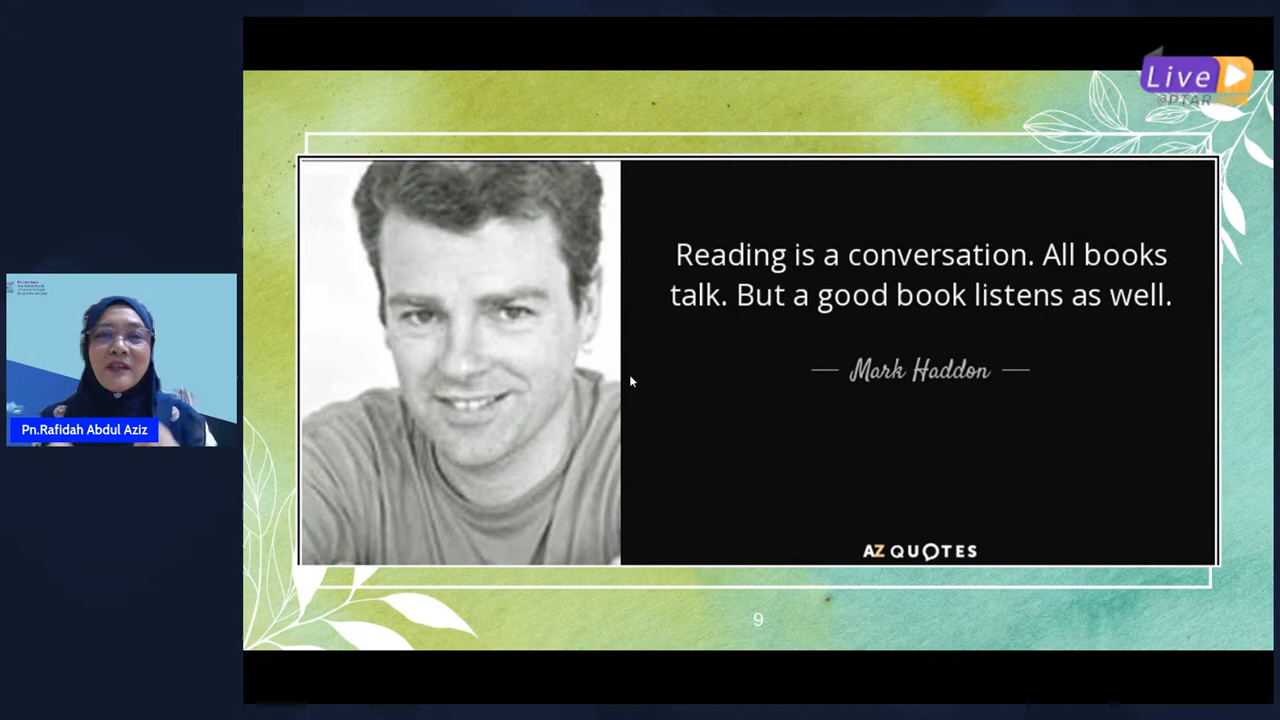 Live
@PTAR
Reading is a conversation. All books
talk. But a good book listens as well.
Mark Haddon
AZ QUOTES
Pn.Rafidah Abdul Aziz
9